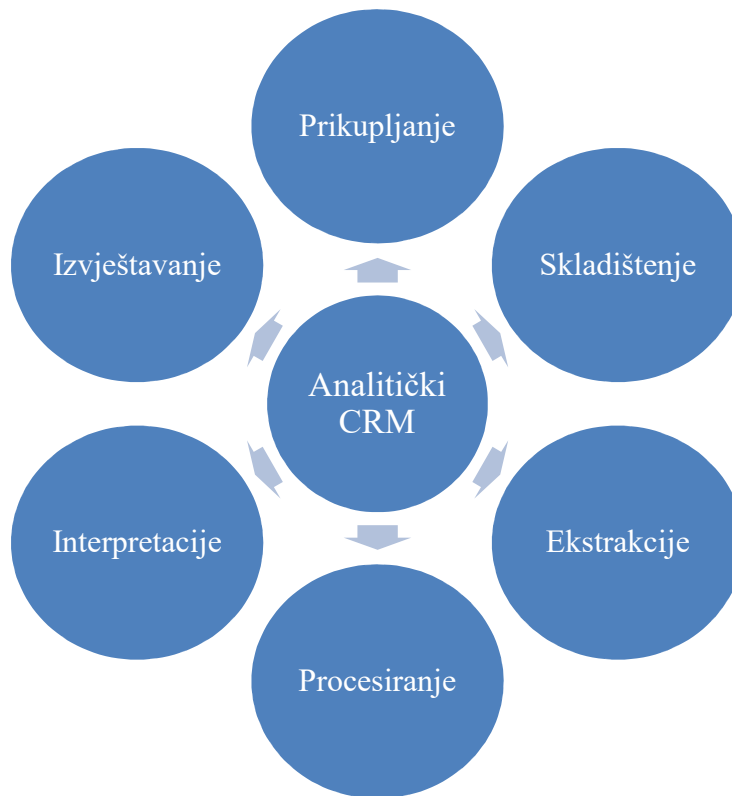 Prikupljanje
Izvještavanje
Skladištenje
Analitički
CRM
Interpretacije
Ekstrakcije
Procesiranje